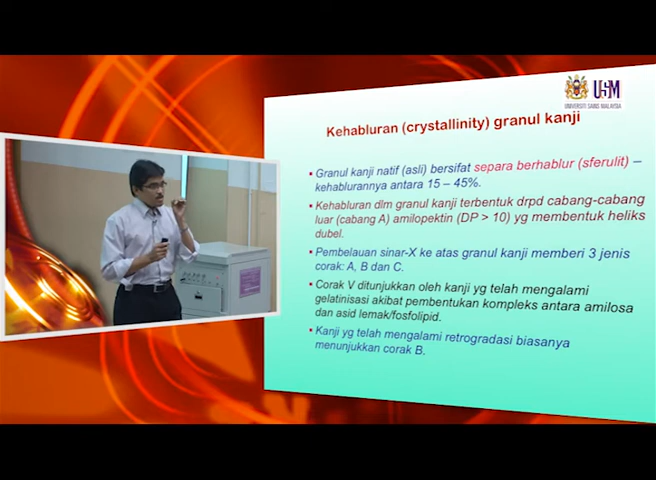 USM
UNIVERSITI SAINS MALAYSIA
Kehabluran (crystallinity) granul kanji
• Granul kanji natif (asli) bersifat separa berhablur (sferulit) –
kehablurannya antara 15 – 45%.
• Kehabluran dlm granul kanji terbentuk drpd cabang-cabang
luar (cabang A) amilopektin (DP > 10) yg membentuk heliks
dubel.
• Pembelauan sinar-X ke atas granul kanji memberi 3 jenis
corak: A, B dan C.
• Corak V ditunjukkan oleh kanji yg telah mengalami
gelatinisasi akibat pembentukan kompleks antara amilosa
dan asid lemak/fosfolipid.
• Kanji yg telah mengalami retrogradasi biasanya
menunjukkan corak B.